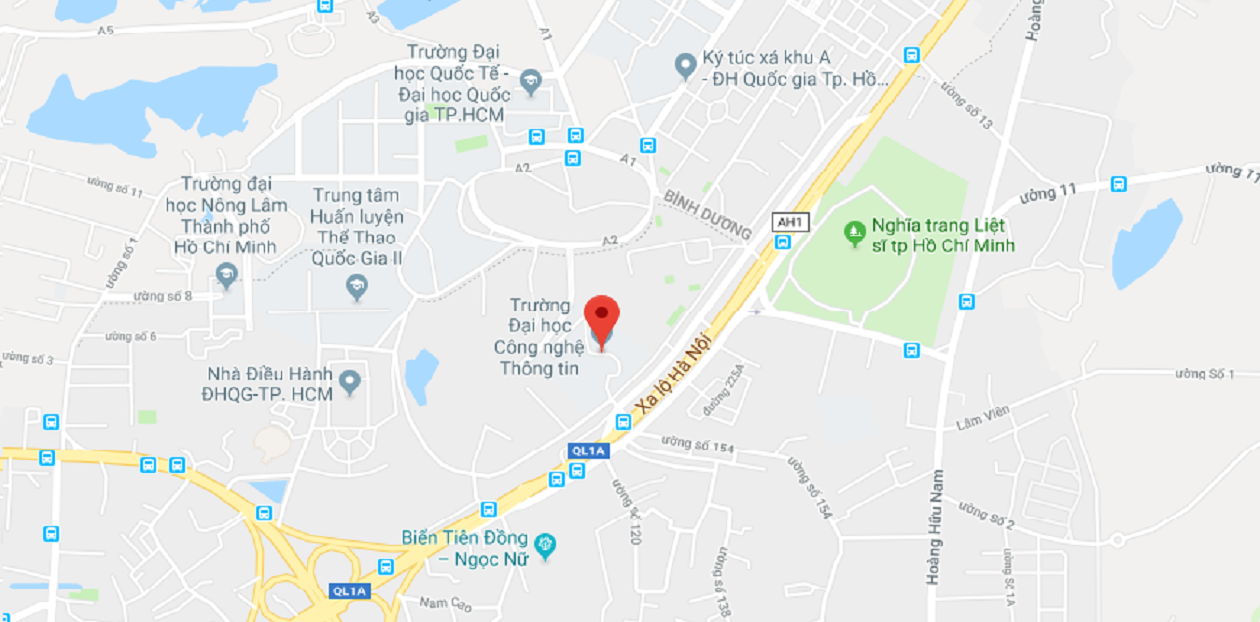 A5
A3
A1
Trường Đại
học Quốc Tế -
Đại học Quốc
gia TP.HCM
Ký túc xá khu A
- ĐH Quốc gia Tp. Hồ...
Hoàng
ường số 13
A2
A1
ường 11
ường 11
ường số 11
Trường đại
học Nông Lâm
Thành phố
Hồ Chí Minh
Trung tâm
Huấn luyện
Thể Thao
Quốc Gia II
BÌNH DƯƠNG
AH1
A2
Nghĩa trang Liệt
sĩ tp Hồ Chí Minh
ường số 1
ường số 8
ường số 6
ường số 3
Trường
Đại học
Công nghệ
Thông tin
Xa lộ Hà Nội
đường 225A
Nhà Điều Hành
ĐHQG-TP. HCM
ường Số 1
Lâm Viên
QL1A
ường số 154
ường số 154
ường số 120
Hoàng Hữu Nam
ường số 2
Biển Tiên Đồng
– Ngọc Nữ
ường số 138
ường Số 1A
QL1A
Nam Cao